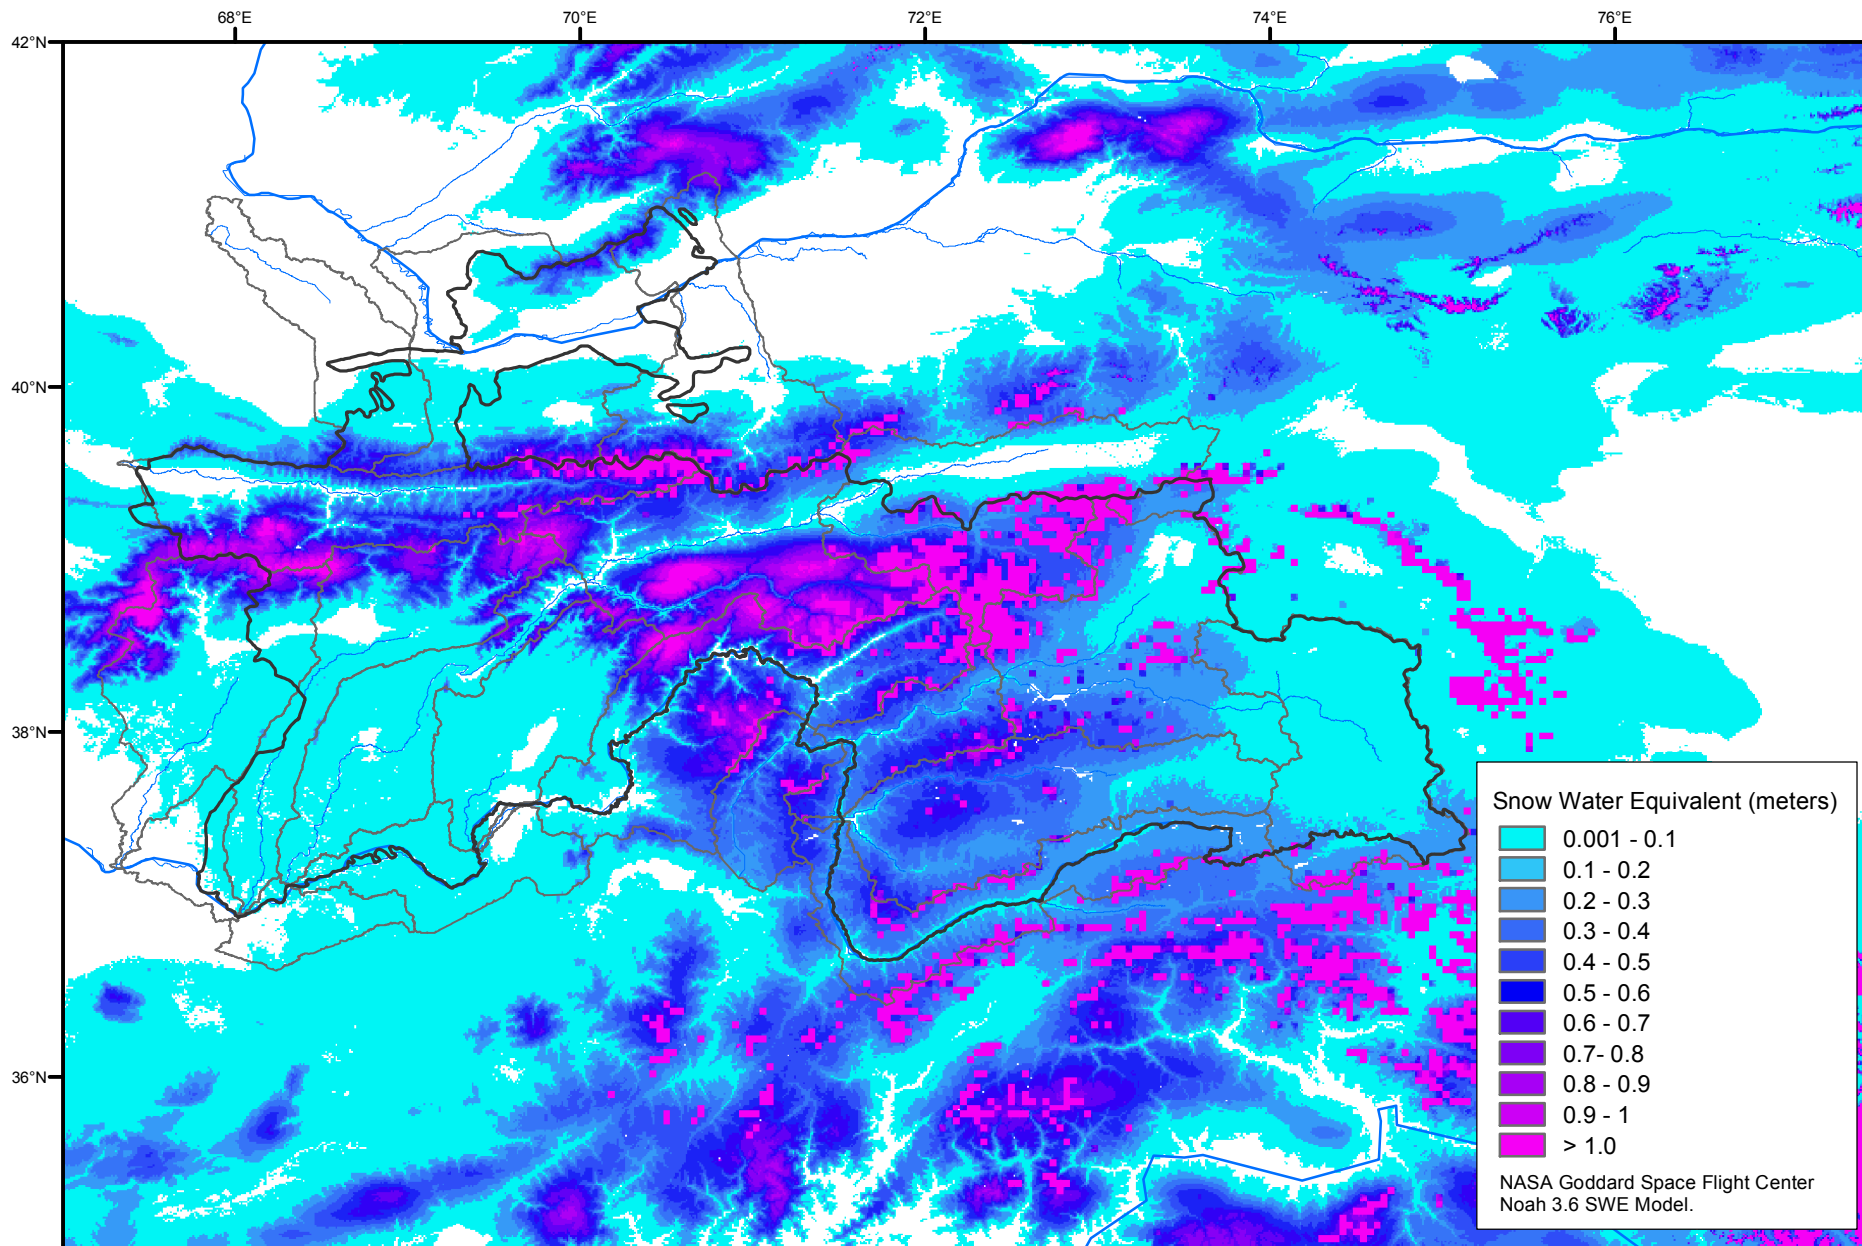 68°E
70°E
72°E
74°E
76°E
42°N
40°N
38°N
36°N
Snow Water Equivalent (meters)
0.001 - 0.1
0.1 - 0.2
0.2 - 0.3
0.3 - 0.4
0.4 - 0.5
0.5 - 0.6
0.6 - 0.7
0.7- 0.8
0.8 - 0.9
0.9 - 1
> 1.0
NASA Goddard Space Flight Center
Noah 3.6 SWE Model.